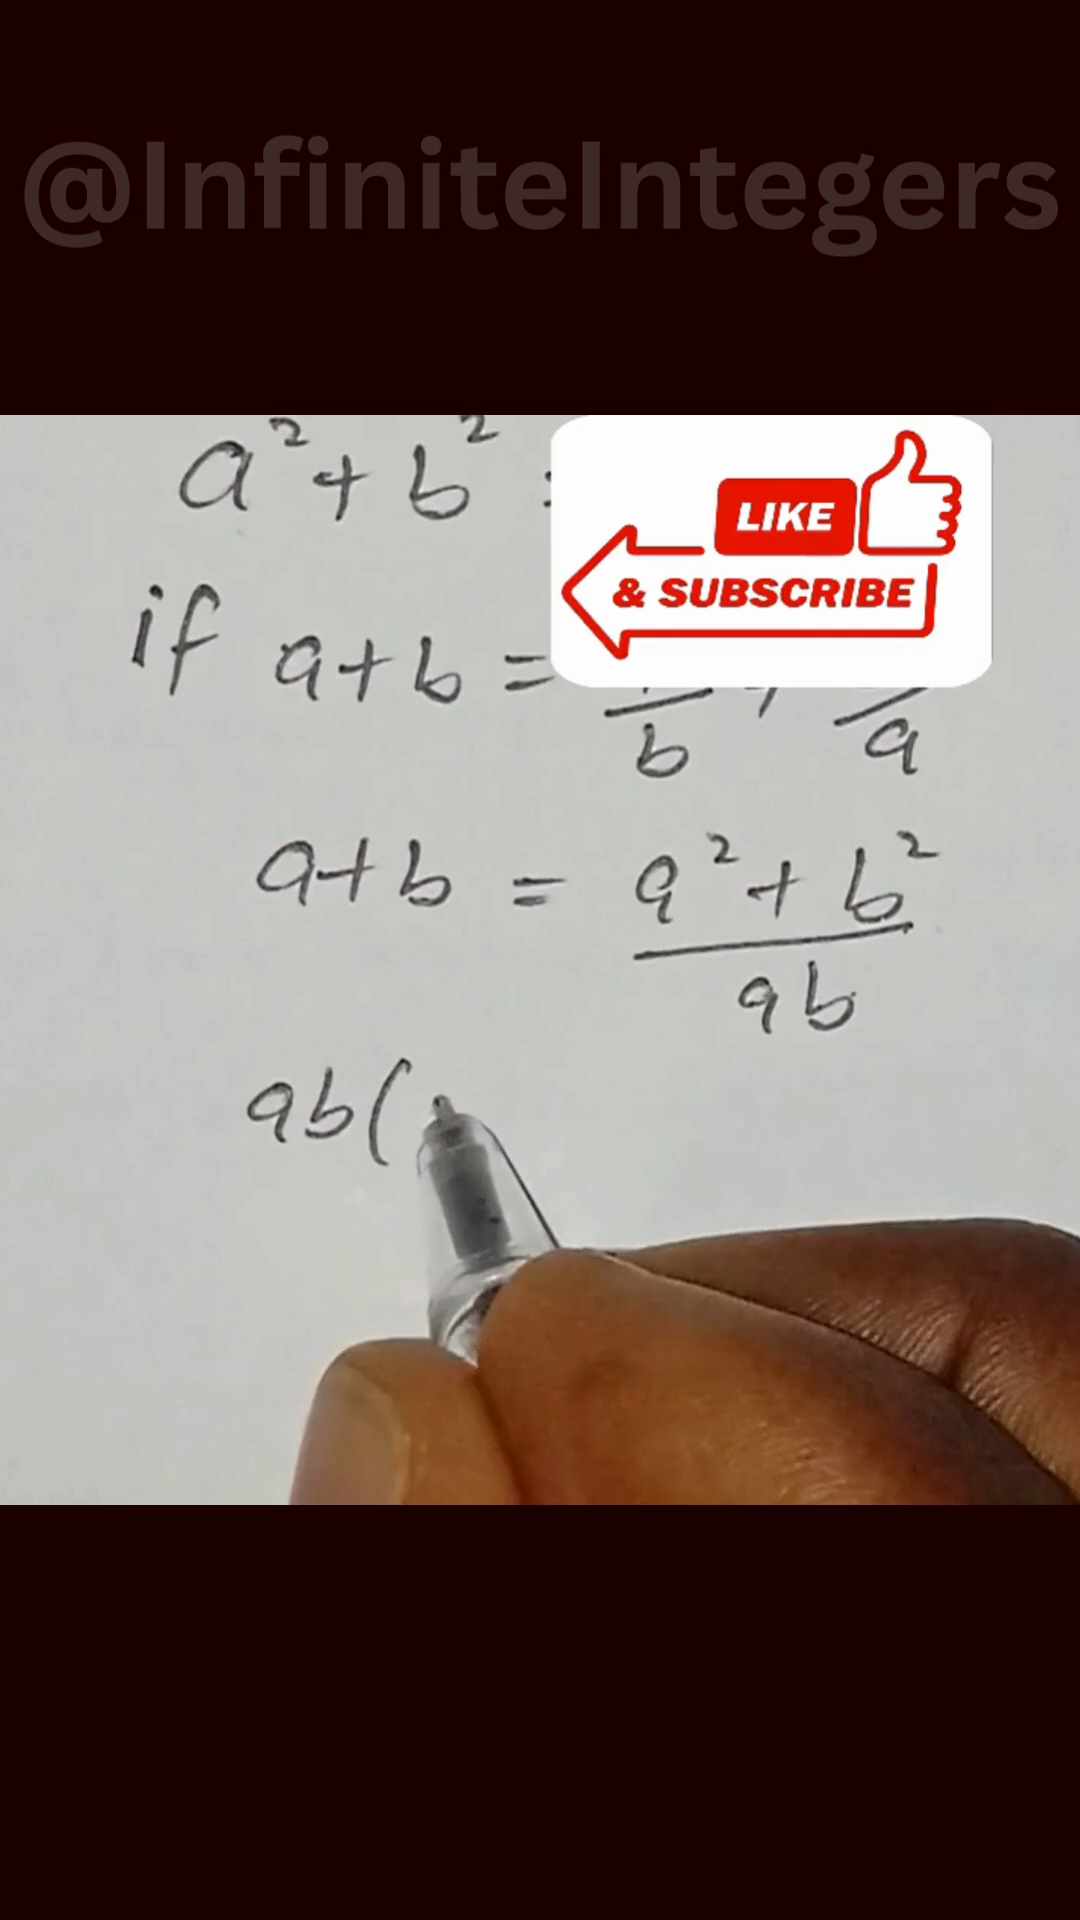 @InfiniteIntegers
a² + b²
LIKE
& SUBSCRIBE
if a+b =
b a
a+b = a² + b²
ab
ab(